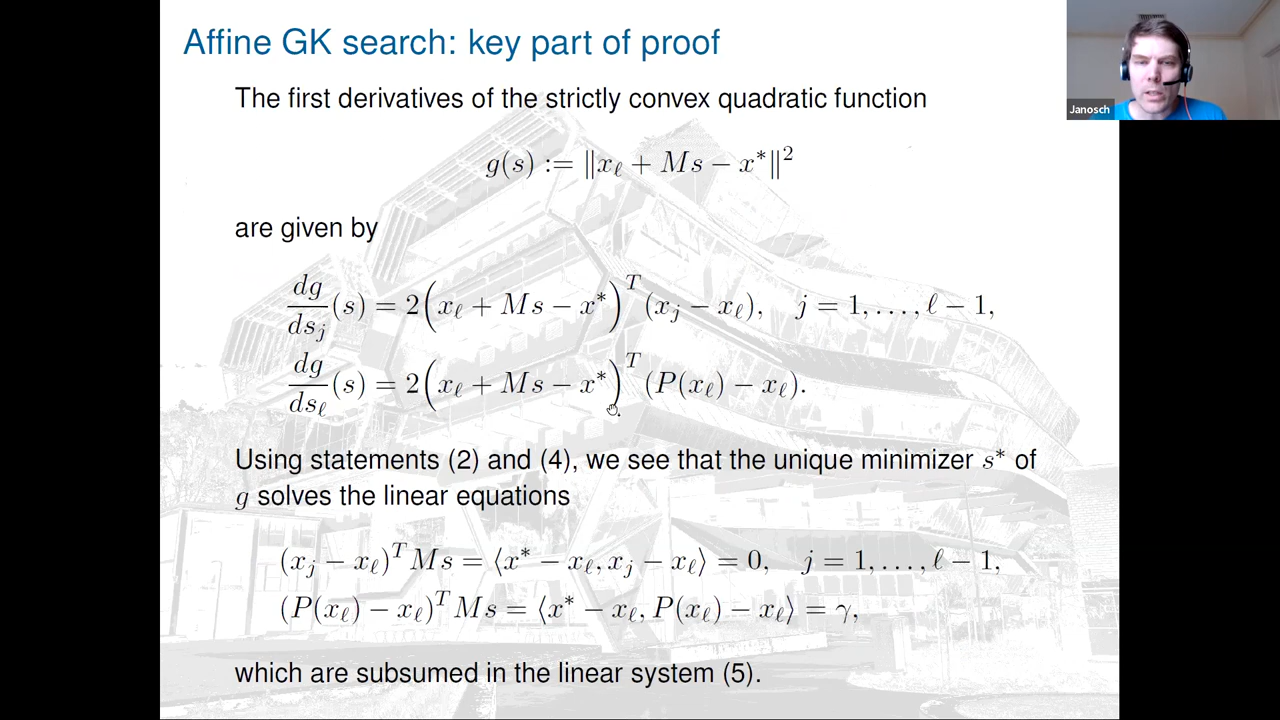 Affine GK search: key part of proof
Janosch
The first derivatives of the strictly convex quadratic function
g(s) := ‖x_ℓ + Ms − x*‖²
are given by
dg/ds_j (s) = 2(x_ℓ + Ms − x*)^T (x_j − x_ℓ), j = 1, …, ℓ − 1,
dg/ds_ℓ (s) = 2(x_ℓ + Ms − x*)^T (P(x_ℓ) − x_ℓ).
Using statements (2) and (4), we see that the unique minimizer s* of
g solves the linear equations
(x_j − x_ℓ)^T Ms = ⟨x* − x_ℓ, x_j − x_ℓ⟩ = 0, j = 1, …, ℓ − 1,
(P(x_ℓ) − x_ℓ)^T Ms = ⟨x* − x_ℓ, P(x_ℓ) − x_ℓ⟩ = γ,
which are subsumed in the linear system (5).